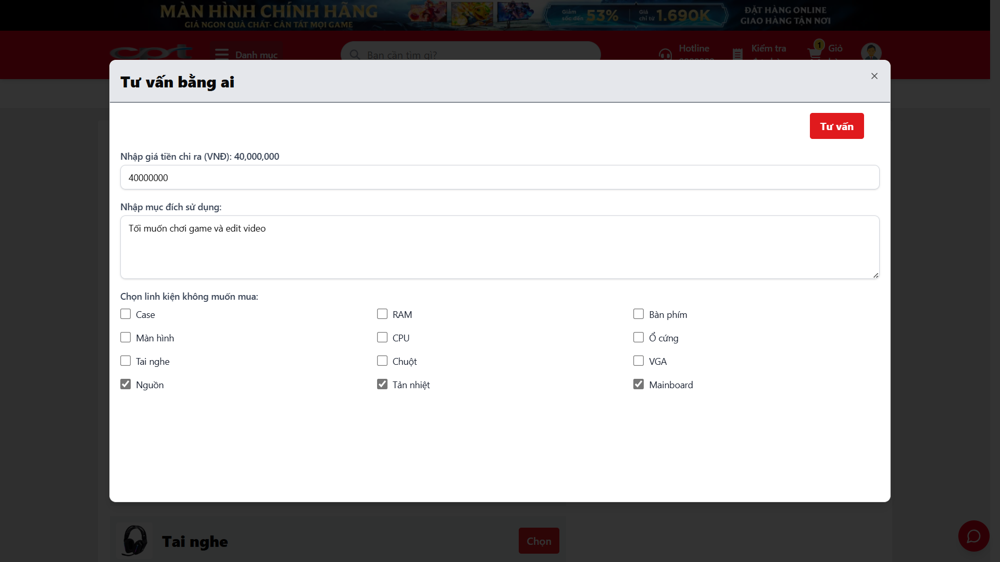 MÀN HÌNH CHÍNH HÃNG
GIÁ NGON QUÁ CHẤT- CÂN TẤT MỌI GAME
Giảm sốc đến 53%
Giá chỉ từ 1.690K
ĐẶT HÀNG ONLINE
GIAO HÀNG TẬN NƠI
cpt
Danh mục
Bạn cần tìm gì?
Hotline
Kiểm tra
1
Giỏ
Tư vấn bằng ai
Tư vấn
Nhập giá tiền chi ra (VNĐ): 40,000,000
40000000
Nhập mục đích sử dụng:
Tối muốn chơi game và edit video
Chọn linh kiện không muốn mua:
Case
RAM
Bàn phím
Màn hình
CPU
Ổ cứng
Tai nghe
Chuột
VGA
Nguồn
Tản nhiệt
Mainboard
Tai nghe
Chọn